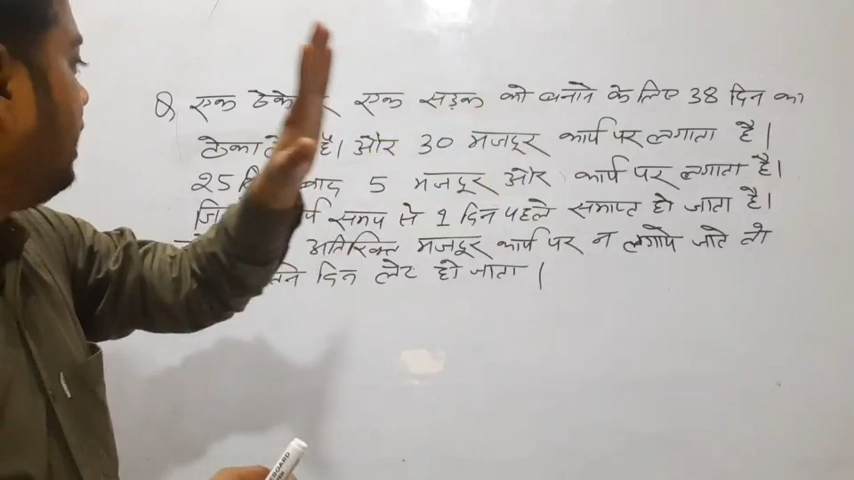 Q एक एक सड़क को बनाने के लिए 38 दिन का
ठेका है। और 30 मजदूर कार्य पर लगाता है।
25 दिन बाद 5 मजदूर और कार्य पर लगाता है।
समय से 1 दिन पहले समाप्त हो जाता है।
अतिरिक्त मजदूर कार्य पर न लगाये जाते तो
दिन लेट हो जाता।
BOARD